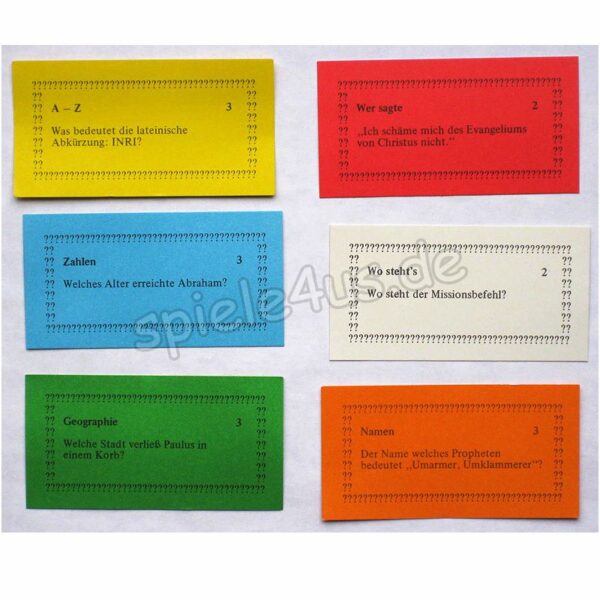 A – Z 3
Was bedeutet die lateinische
Abkürzung: INRI?
Wer sagte 2
„Ich schäme mich des Evangeliums
von Christus nicht.“
Zahlen 3
Welches Alter erreichte Abraham?
Wo steht's 2
Wo steht der Missionsbefehl?
Geographie 3
Welche Stadt verließ Paulus in
einem Korb?
Namen 3
Der Name welches Propheten
bedeutet „Umarmer, Umklammerer“?
spiele4us.de